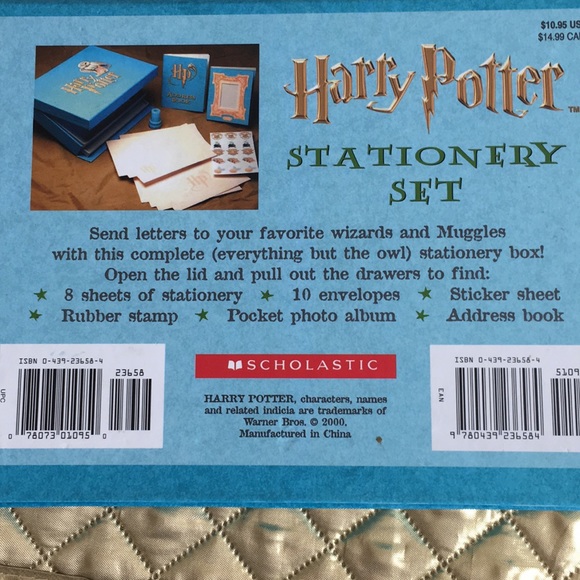 $10.95 US
$14.99 CAN
Harry Potter™
STATIONERY
SET
Send letters to your favorite wizards and Muggles
with this complete (everything but the owl) stationery box!
Open the lid and pull out the drawers to find:
★ 8 sheets of stationery ★ 10 envelopes ★ Sticker sheet
★ Rubber stamp ★ Pocket photo album ★ Address book
ISBN 0-439-23658-4
23658
UPC
0 78073 01095 0
SCHOLASTIC
HARRY POTTER, characters, names
and related indicia are trademarks of
Warner Bros. © 2000.
Manufactured in China
ISBN 0-439-23658-4
5109
EAN
9 780439 236584
Harry
Potter
HP